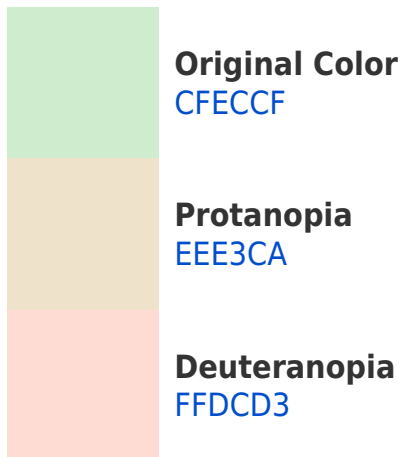 Original Color
CFECCF
Protanopia
EEE3CA
Deuteranopia
FFDCD3